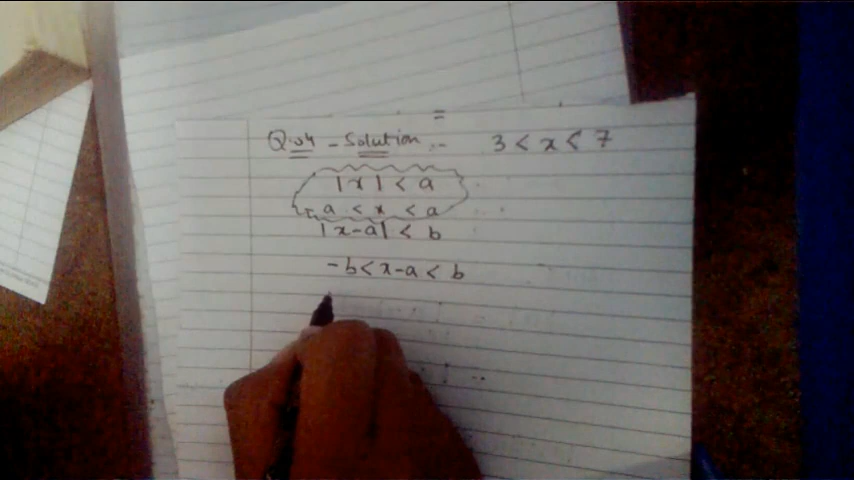 Q.04 - Solution :- 3 < x < 7
|x| < a
-a < x < a
|x-a| < b
-b < x-a < b